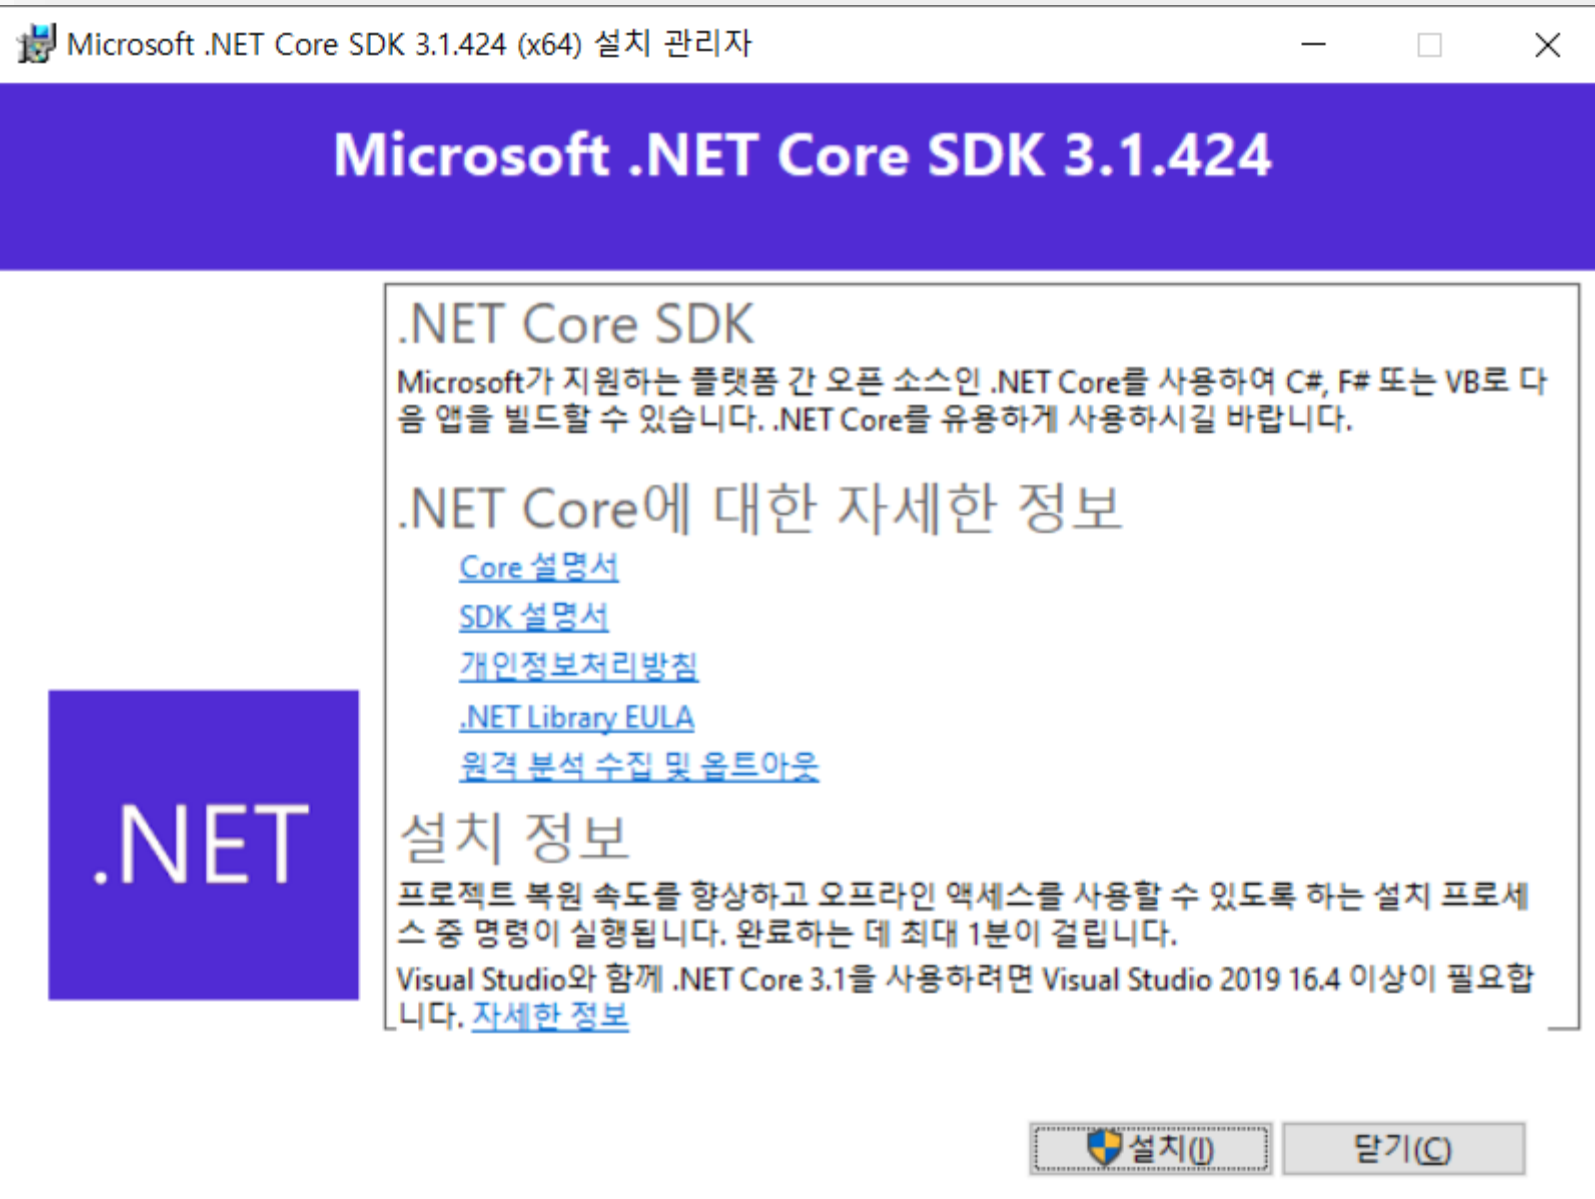 Microsoft .NET Core SDK 3.1.424 (x64) 설치 관리자
Microsoft .NET Core SDK 3.1.424
.NET Core SDK
Microsoft가 지원하는 플랫폼 간 오픈 소스인 .NET Core를 사용하여 C#, F# 또는 VB로 다
음 앱을 빌드할 수 있습니다. .NET Core를 유용하게 사용하시길 바랍니다.
.NET Core에 대한 자세한 정보
Core 설명서
SDK 설명서
개인정보처리방침
.NET Library EULA
원격 분석 수집 및 옵트아웃
.NET
설치 정보
프로젝트 복원 속도를 향상하고 오프라인 액세스를 사용할 수 있도록 하는 설치 프로세
스 중 명령이 실행됩니다. 완료하는 데 최대 1분이 걸립니다.
Visual Studio와 함께 .NET Core 3.1을 사용하려면 Visual Studio 2019 16.4 이상이 필요합
니다. 자세한 정보
설치(I) 닫기(C)